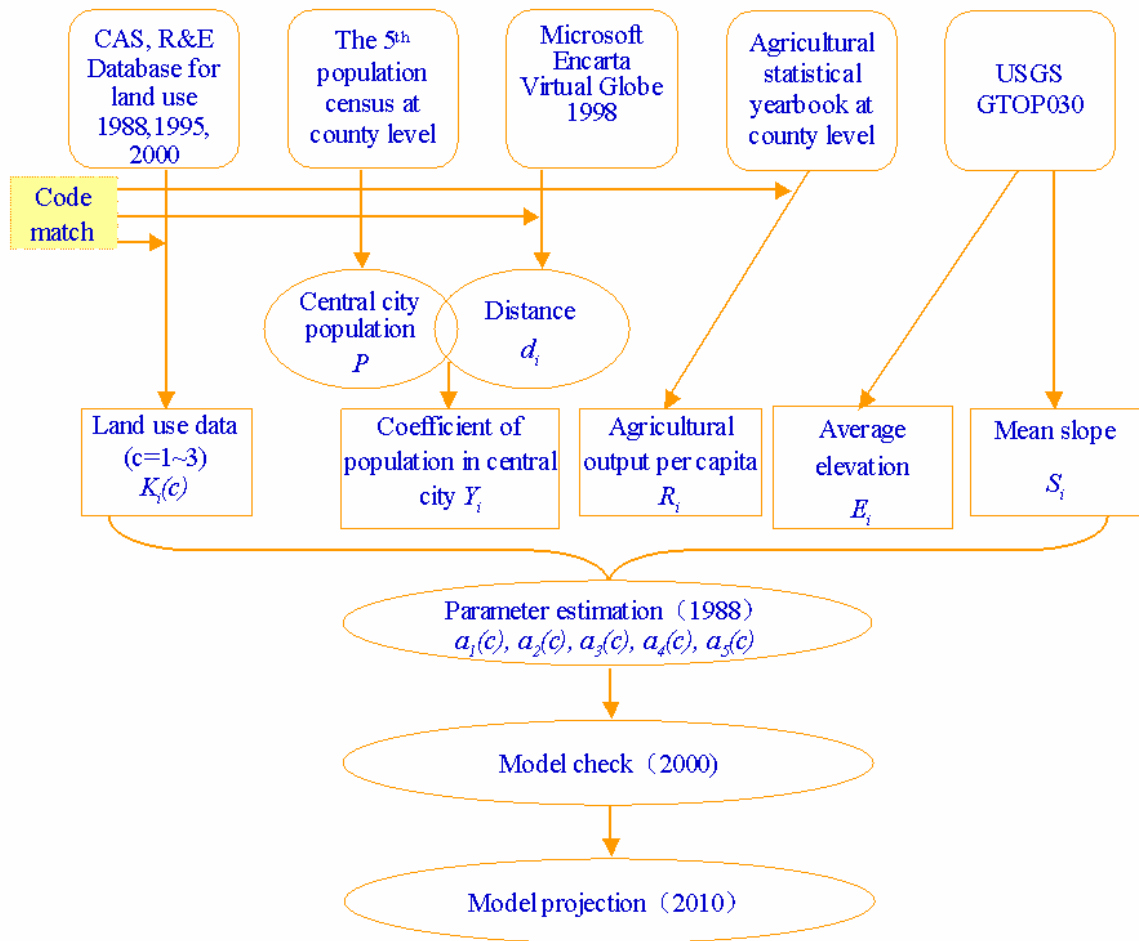 CAS, R&E
Database for
land use
1988,1995,
2000
The 5th
population
census at
county level
Microsoft
Encarta
Virtual Globe
1998
Agricultural
statistical
yearbook at
county level
USGS
GTOP030
Code
match
Central city
population
P
Distance
di
Land use data
(c=1~3)
Ki(c)
Coefficient of
population in central
city Yi
Agricultural
output per capita
Ri
Average
elevation
Ei
Mean slope
Si
Parameter estimation（1988）
a1(c), a2(c), a3(c), a4(c), a5(c)
Model check（2000)
Model projection（2010）